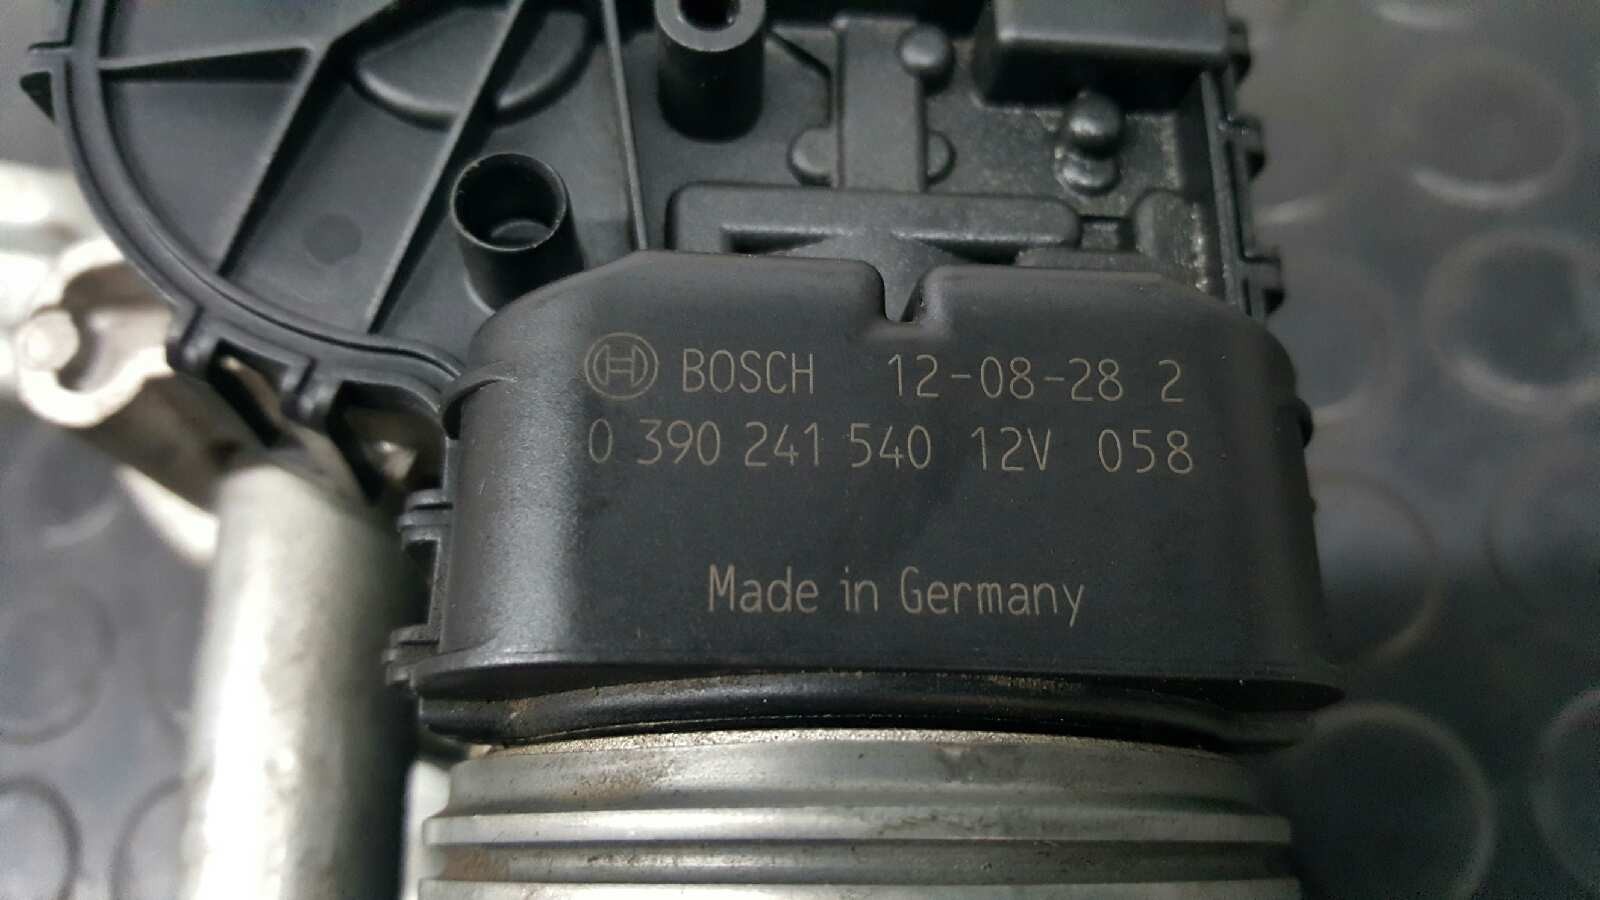 BOSCH 12-08-28 2
0 390 241 540 12V 058
Made in Germany